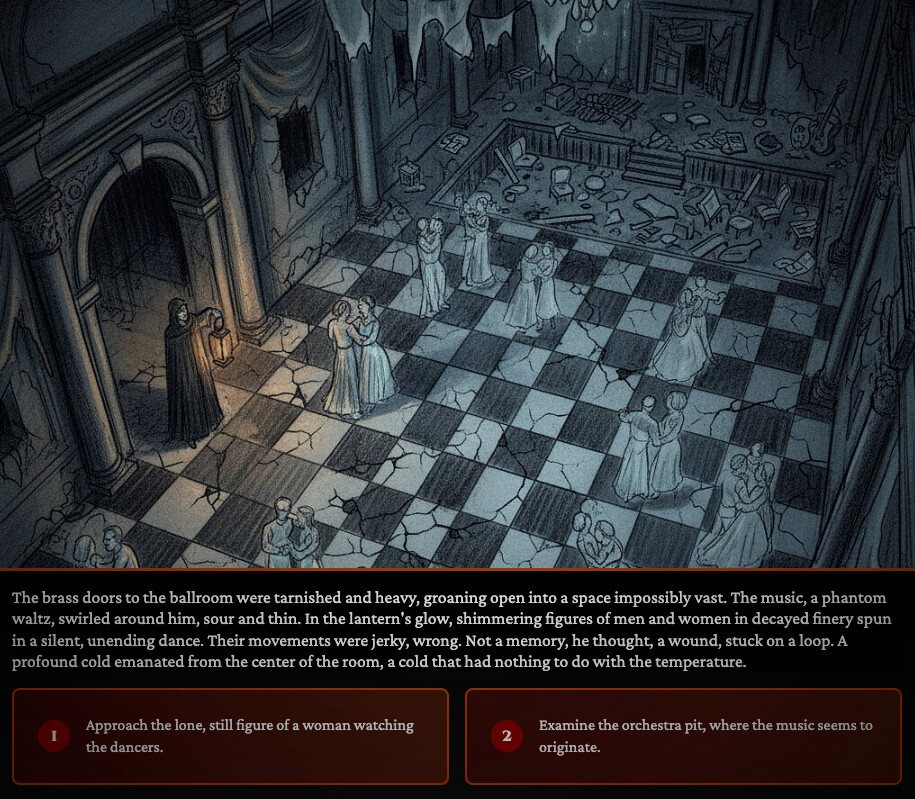 The brass doors to the ballroom were tarnished and heavy, groaning open into a space impossibly vast. The music, a phantom
waltz, swirled around him, sour and thin. In the lantern's glow, shimmering figures of men and women in decayed finery spun
in a silent, unending dance. Their movements were jerky, wrong. Not a memory, he thought, a wound, stuck on a loop. A
profound cold emanated from the center of the room, a cold that had nothing to do with the temperature.
1
Approach the lone, still figure of a woman watching
the dancers.
2
Examine the orchestra pit, where the music seems to
originate.